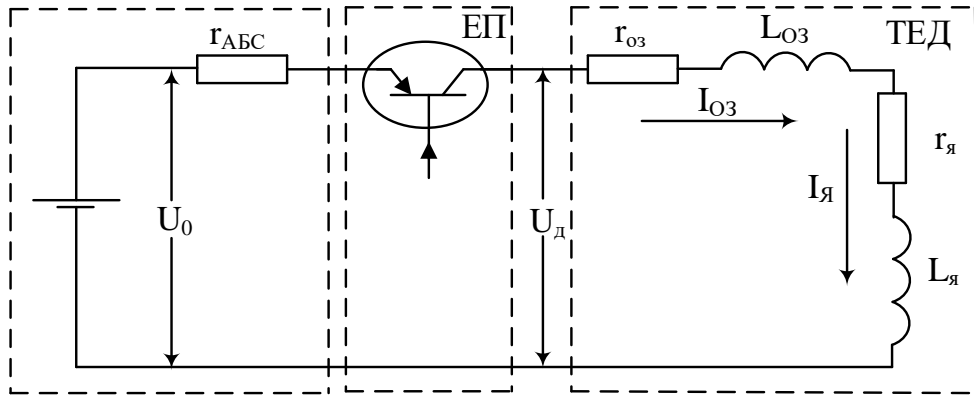 r_АБС
ЕП
r_оз
L_ОЗ
ТЕД
I_ОЗ
r_я
I_Я
U_0
U_д
L_я